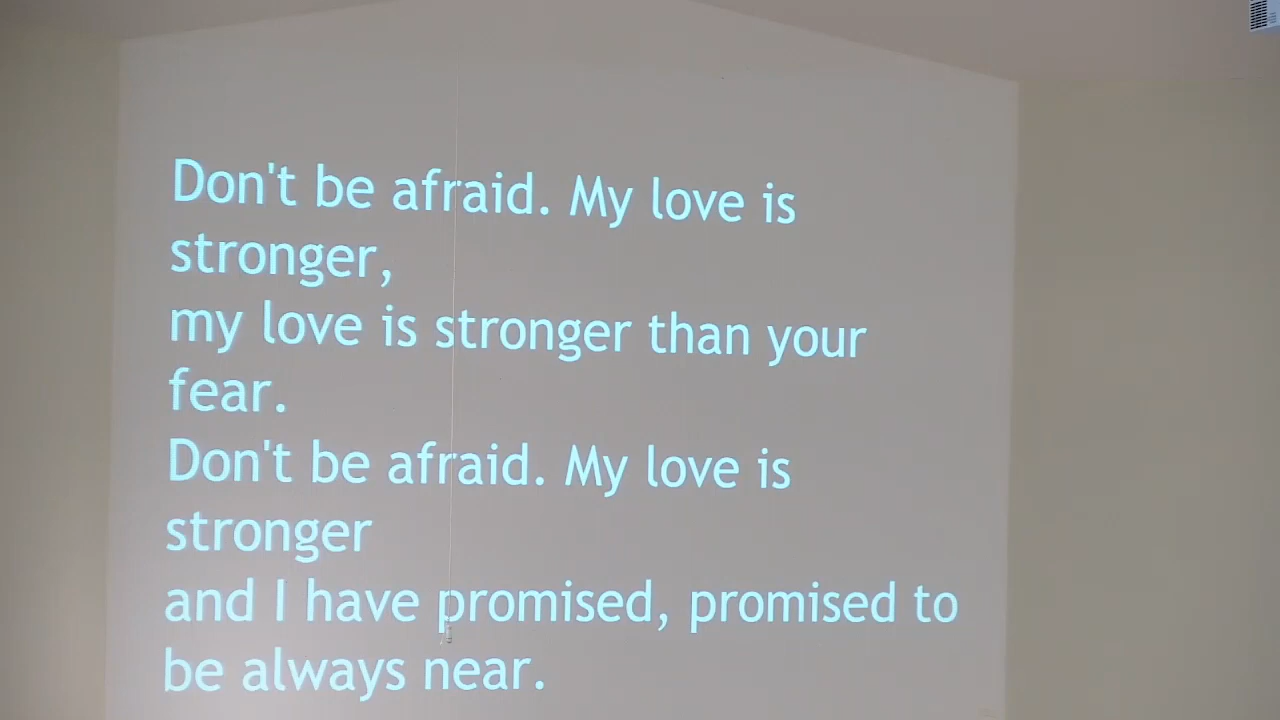 Don't be afraid. My love is
stronger,
my love is stronger than your
fear.
Don't be afraid. My love is
stronger
and I have promised, promised to
be always near.